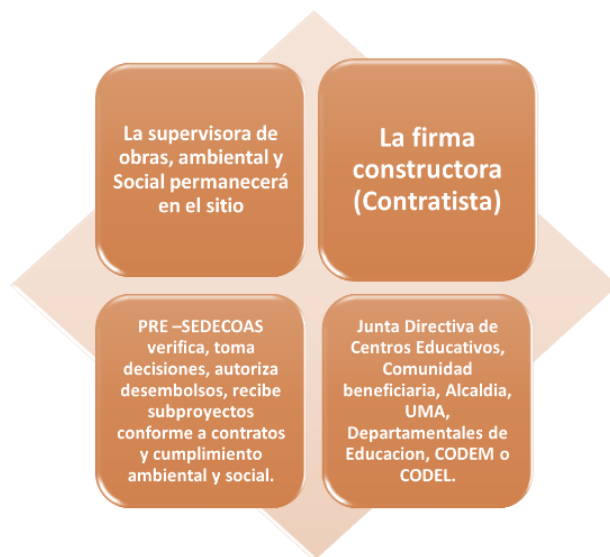 La supervisora de
obras, ambiental y
Social permanecerá
en el sitio
La firma
constructora
(Contratista)
PRE –SEDECOAS
verifica, toma
decisiones, autoriza
desembolsos, recibe
subproyectos
conforme a contratos
y cumplimiento
ambiental y social.
Junta Directiva de
Centros Educativos,
Comunidad
beneficiaria, Alcaldia,
UMA,
Departamentales de
Educacion, CODEM o
CODEL.